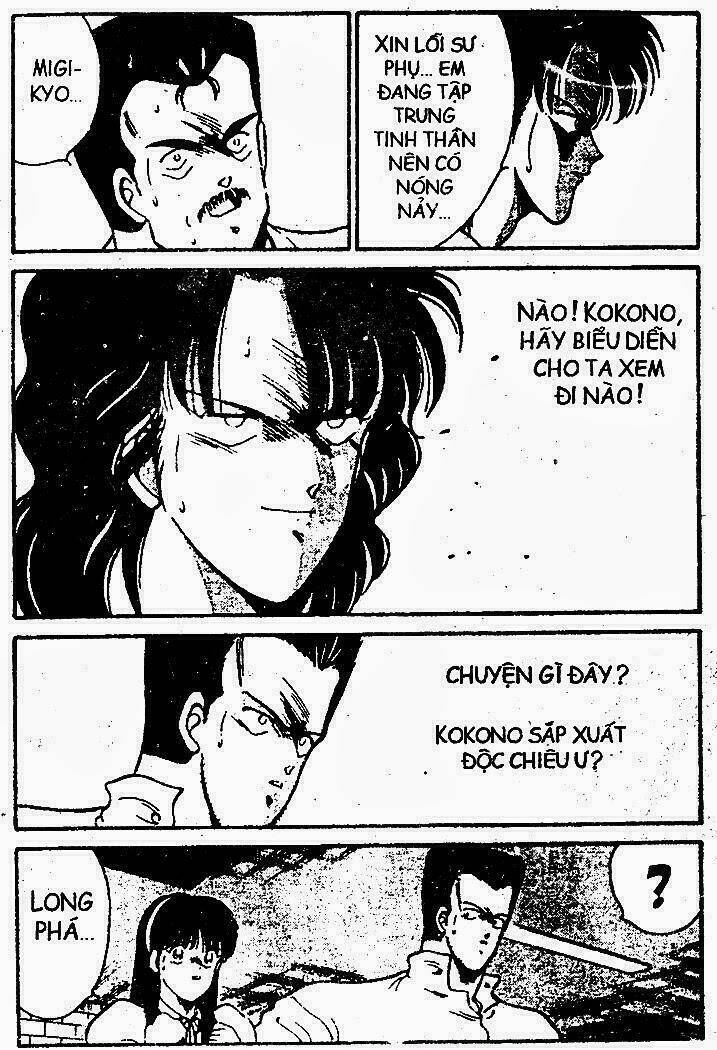 MIGI-
KYO...
XIN LỖI SƯ
PHỤ... EM
ĐANG TẬP
TRUNG
TINH THẦN
NÊN CÓ
NÓNG
NẢY...
NÀO! KOKONO,
HÃY BIỂU DIỄN
CHO TA XEM
ĐI NÀO!
CHUYỆN GÌ ĐÂY?
KOKONO SẮP XUẤT
ĐỘC CHIÊU Ư?
LONG
PHÁ...
?